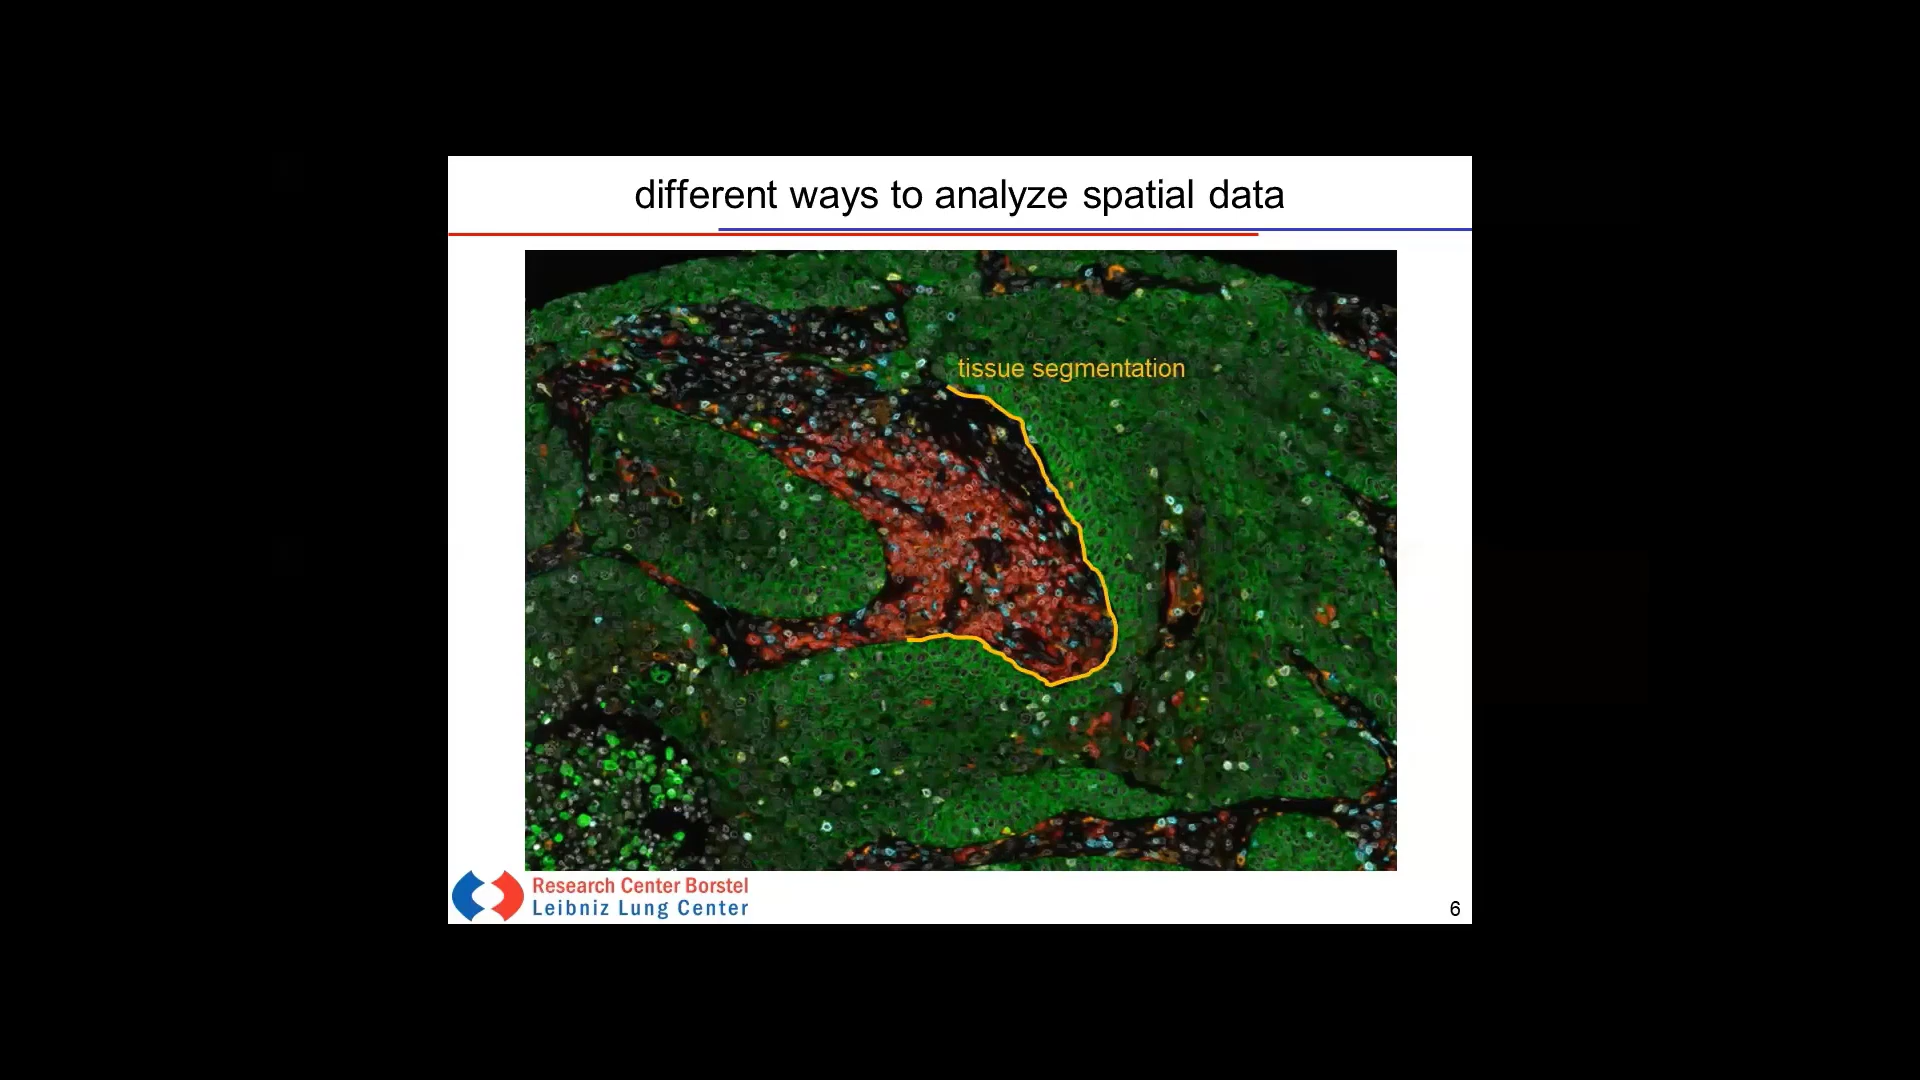 different ways to analyze spatial data
tissue segmentation
Research Center Borstel
Leibniz Lung Center
6